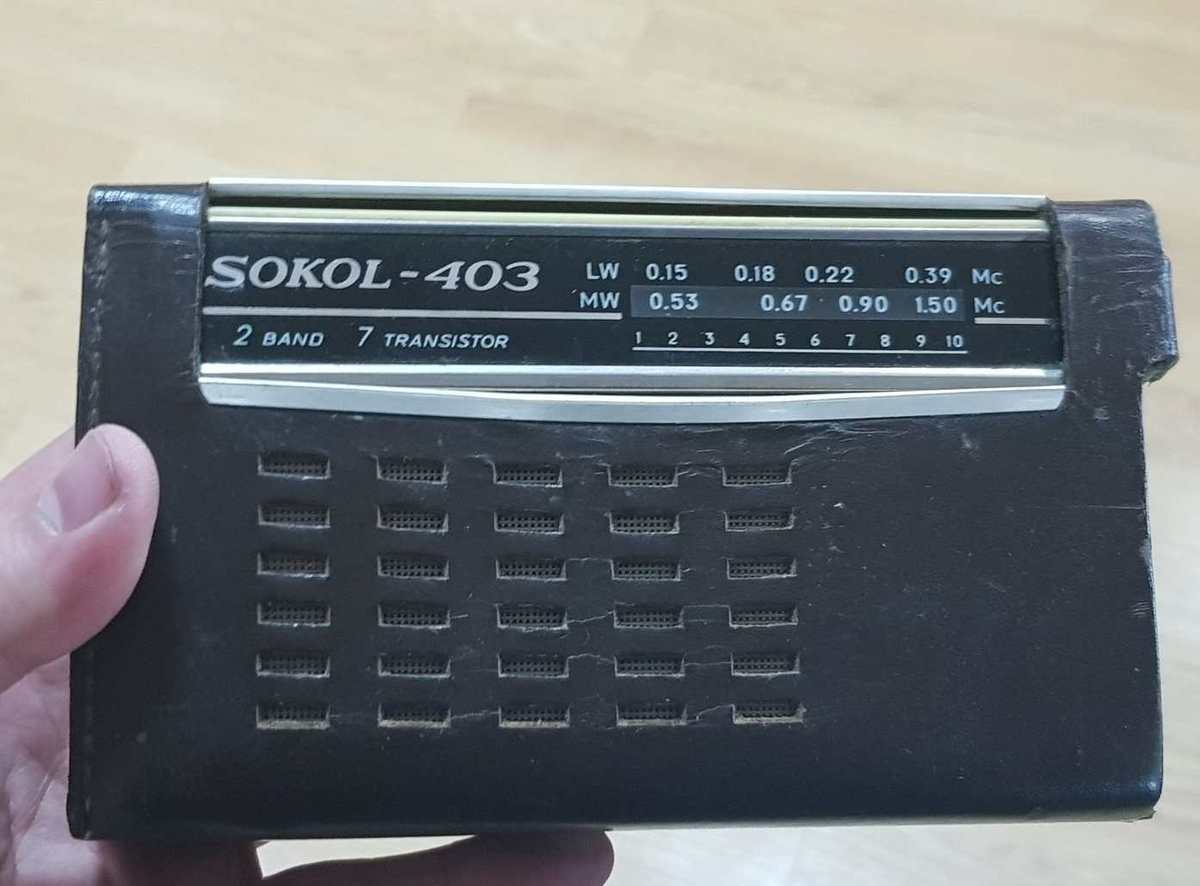 SOKOL-403
2 BAND 7 TRANSISTOR
LW 0.15 0.18 0.22 0.39 Mc
MW 0.53 0.67 0.90 1.50 Mc
1 2 3 4 5 6 7 8 9 10